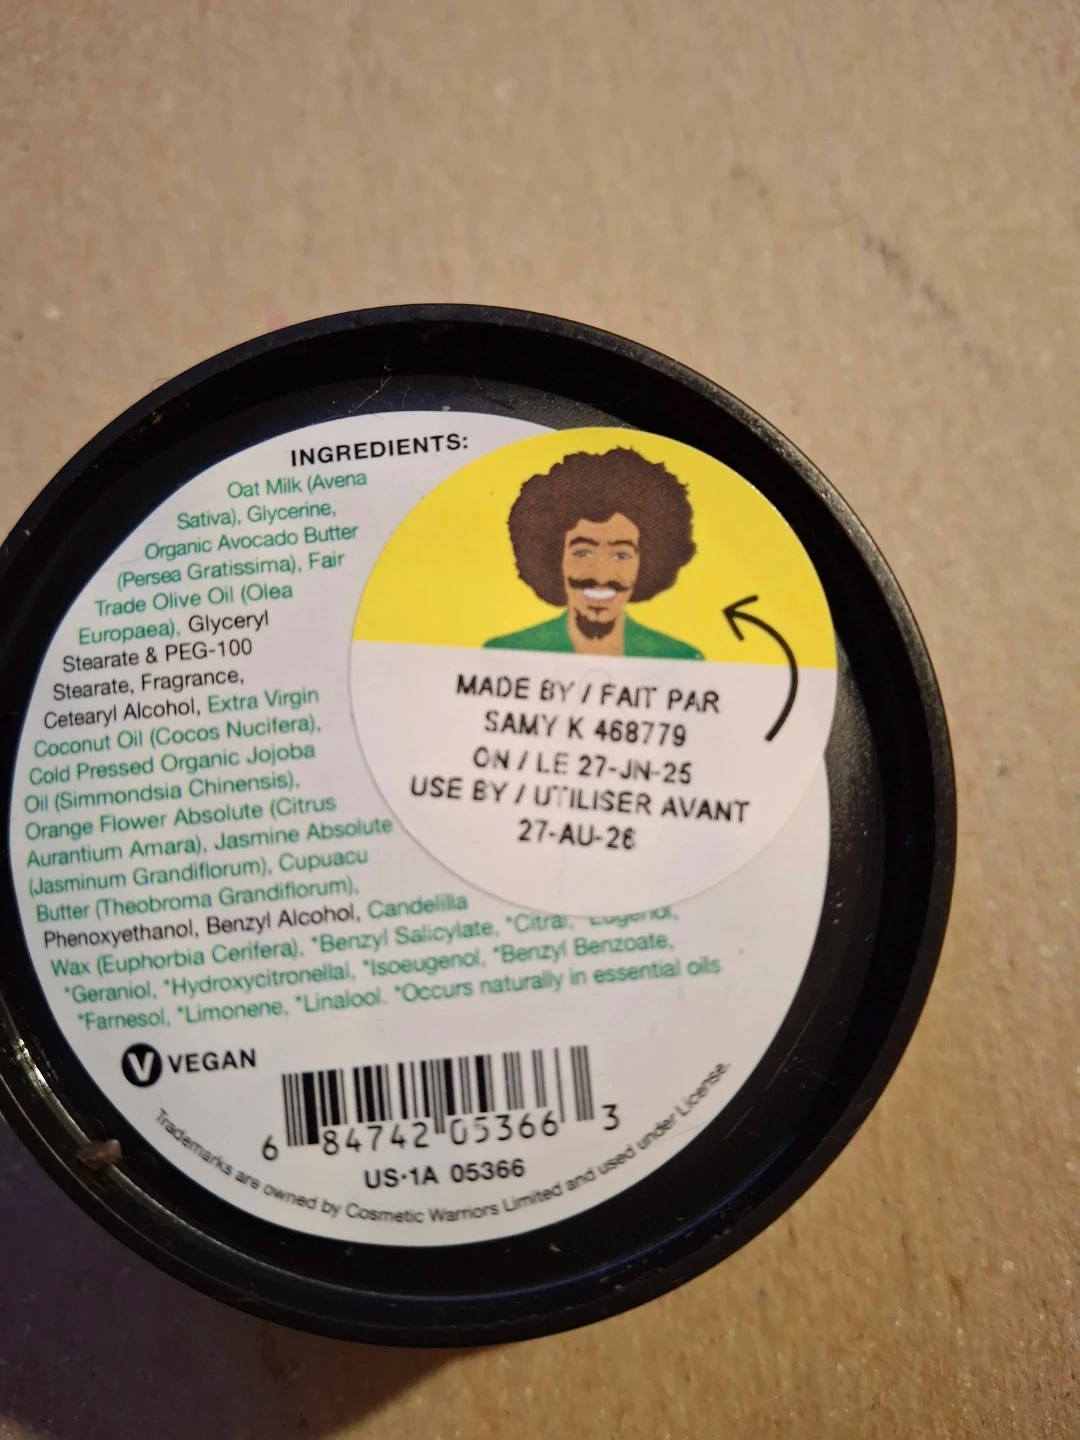 INGREDIENTS:
Oat Milk (Avena
Sativa), Glycerine,
Organic Avocado Butter
(Persea Gratissima), Fair
Trade Olive Oil (Olea
Europaea), Glyceryl
Stearate & PEG-100
Stearate, Fragrance,
Cetearyl Alcohol, Extra Virgin
Coconut Oil (Cocos Nucifera),
Cold Pressed Organic Jojoba
Oil (Simmondsia Chinensis),
Orange Flower Absolute (Citrus
Aurantium Amara), Jasmine Absolute
(Jasminum Grandiflorum), Cupuacu
Butter (Theobroma Grandiflorum),
Phenoxyethanol, Benzyl Alcohol, Candelilla
Wax (Euphorbia Cerifera), *Benzyl Salicylate, *Citral, *Eugenol,
*Geraniol, *Hydroxycitronellal, *Isoeugenol, *Benzyl Benzoate,
*Farnesol, *Limonene, *Linalool. *Occurs naturally in essential oils
MADE BY / FAIT PAR
SAMY K 468779
ON / LE 27-JN-25
USE BY / UTILISER AVANT
27-AU-26
V VEGAN
6 84742 05366 3
US·1A 05366
Trademarks are owned by Cosmetic Warriors Limited and used under License.